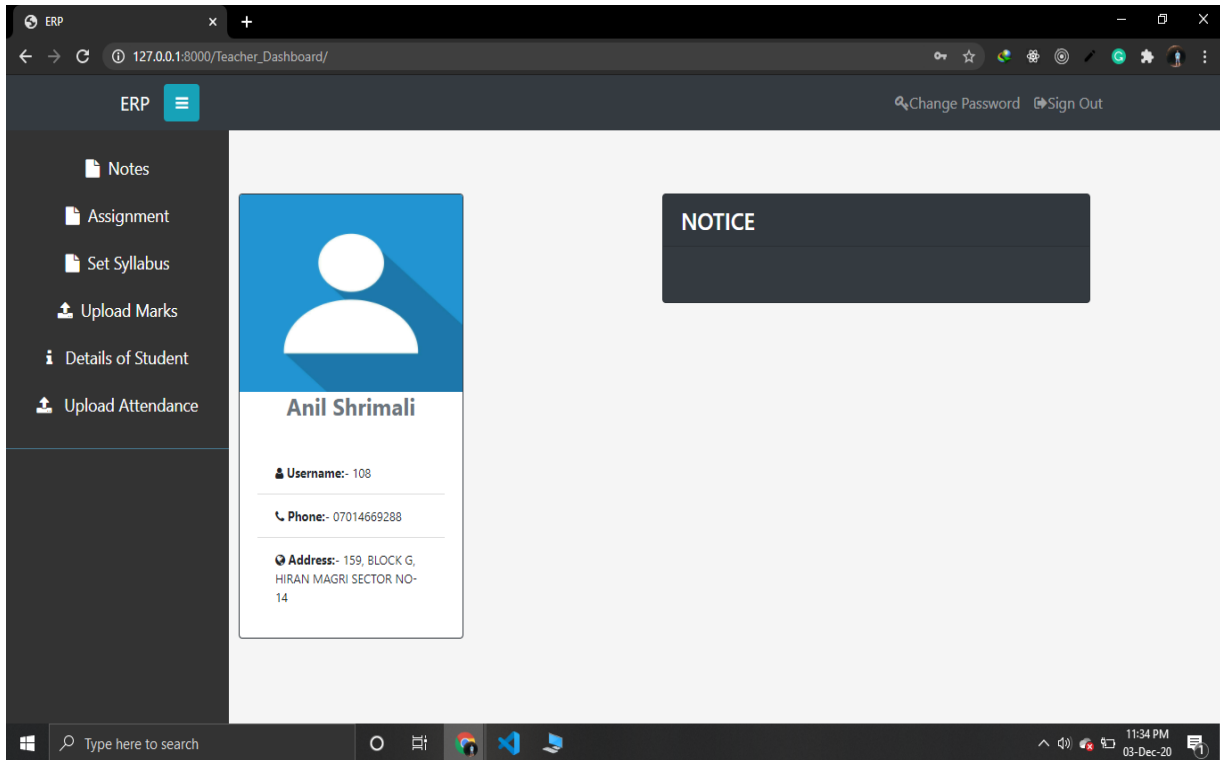 ERP
127.0.0.1:8000/Teacher_Dashboard/
ERP
Change Password Sign Out
Notes
Assignment
Set Syllabus
Upload Marks
Details of Student
Upload Attendance
Anil Shrimali
Username:- 108
Phone:- 07014669288
Address:- 159, BLOCK G,
HIRAN MAGRI SECTOR NO-
14
NOTICE
Type here to search
11:34 PM
03-Dec-20
1